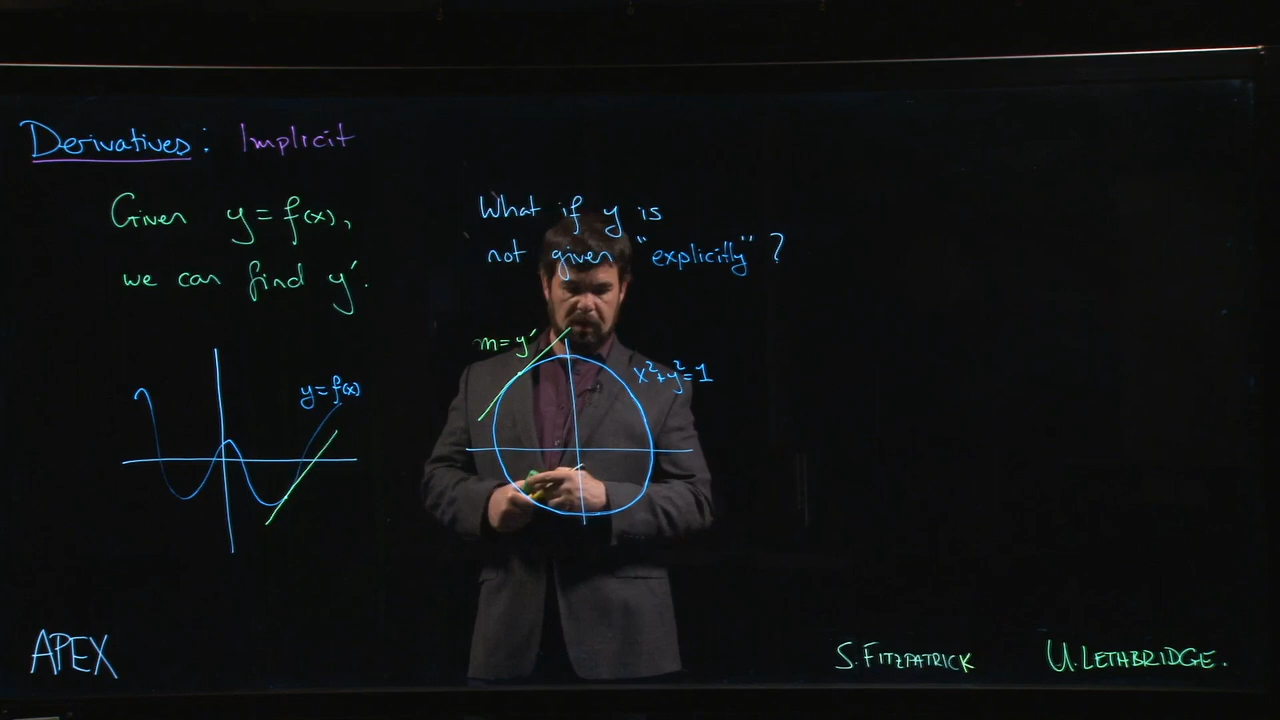 Derivatives: Implicit
Given y = f(x),
we can find y'.
y = f(x)
What if y is
not given "explicitly"?
m = y'
x² + y² = 1
APEX
S. FITZPATRICK
U. LETHBRIDGE.